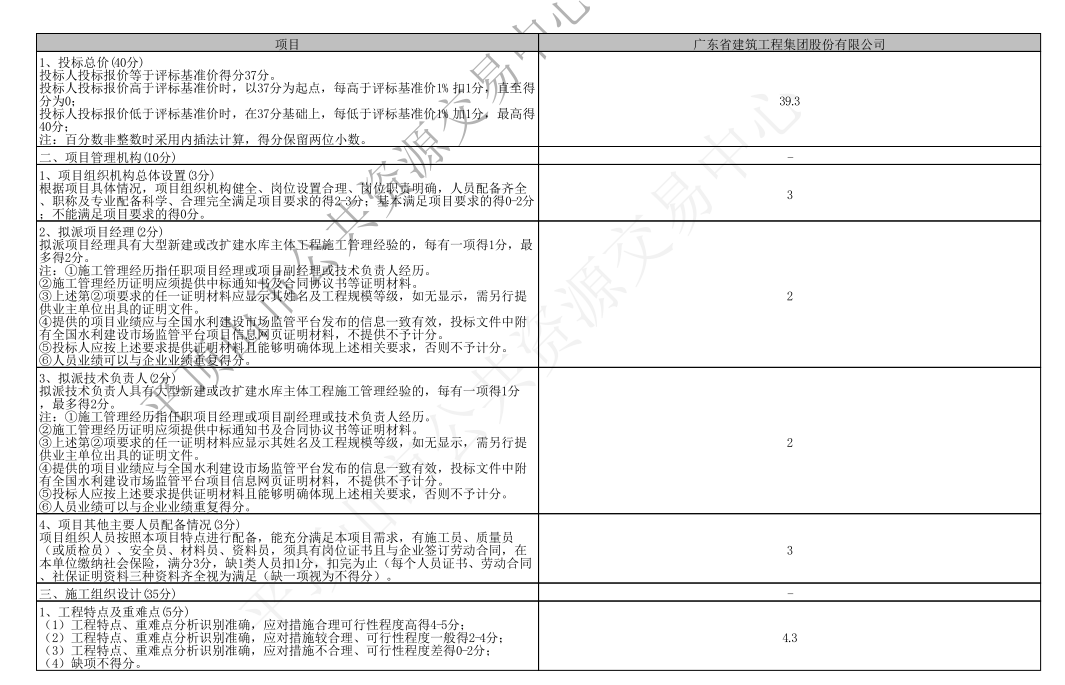 项目
广东省建筑工程集团股份有限公司
1、投标总价(40分)
投标人投标报价等于评标基准价得分37分。
投标人投标报价高于评标基准价时，以37分为起点，每高于评标基准价1%扣1分，直至得
分为0；
投标人投标报价低于评标基准价时，在37分基础上，每低于评标基准价1%加1分，最高得
40分；
注：百分数非整数时采用内插法计算，得分保留两位小数。
39.3
二、项目管理机构(10分)
-
1、项目组织机构总体设置(3分)
根据项目具体情况，项目组织机构健全、岗位设置合理、岗位职责明确，人员配备齐全
、职称及专业配备科学、合理完全满足项目要求的得2-3分；基本满足项目要求的得0-2分
；不能满足项目要求的得0分。
3
2、拟派项目经理(2分)
拟派项目经理具有大型新建或改扩建水库主体工程施工管理经验的，每有一项得1分，最
多得2分。
注：①施工管理经历指任职项目经理或项目副经理或技术负责人经历。
②施工管理经历证明应须提供中标通知书及合同协议书等证明材料。
③上述第②项要求的任一证明材料应显示其姓名及工程规模等级，如无显示，需另行提
供业主单位出具的证明文件。
④提供的项目业绩应与全国水利建设市场监管平台发布的信息一致有效，投标文件中附
有全国水利建设市场监管平台项目信息网页证明材料，不提供不予计分。
⑤投标人应按上述要求提供证明材料且能够明确体现上述相关要求，否则不予计分。
⑥人员业绩可以与企业业绩重复得分。
2
3、拟派技术负责人(2分)
拟派技术负责人具有大型新建或改扩建水库主体工程施工管理经验的，每有一项得1分
，最多得2分。
注：①施工管理经历指任职项目经理或项目副经理或技术负责人经历。
②施工管理经历证明应须提供中标通知书及合同协议书等证明材料。
③上述第②项要求的任一证明材料应显示其姓名及工程规模等级，如无显示，需另行提
供业主单位出具的证明文件。
④提供的项目业绩应与全国水利建设市场监管平台发布的信息一致有效，投标文件中附
有全国水利建设市场监管平台项目信息网页证明材料，不提供不予计分。
⑤投标人应按上述要求提供证明材料且能够明确体现上述相关要求，否则不予计分。
⑥人员业绩可以与企业业绩重复得分。
2
4、项目其他主要人员配备情况(3分)
项目组织人员按照本项目特点进行配备，能充分满足本项目需求，有施工员、质量员
（或质检员）、安全员、材料员、资料员，须具有岗位证书且与企业签订劳动合同，在
本单位缴纳社会保险，满分3分，缺1类人员扣1分，扣完为止（每个人员证书、劳动合同
、社保证明资料三种资料齐全视为满足（缺一项视为不得分）。
3
三、施工组织设计(35分)
-
1、工程特点及重难点(5分)
（1）工程特点、重难点分析识别准确，应对措施合理可行性程度高得4-5分；
（2）工程特点、重难点分析识别准确，应对措施较合理、可行性程度一般得2-4分；
（3）工程特点、重难点分析识别准确，应对措施不合理、可行性程度差得0-2分；
（4）缺项不得分。
4.3
平顶山市公共资源交易中心
平顶山市公共资源交易中心